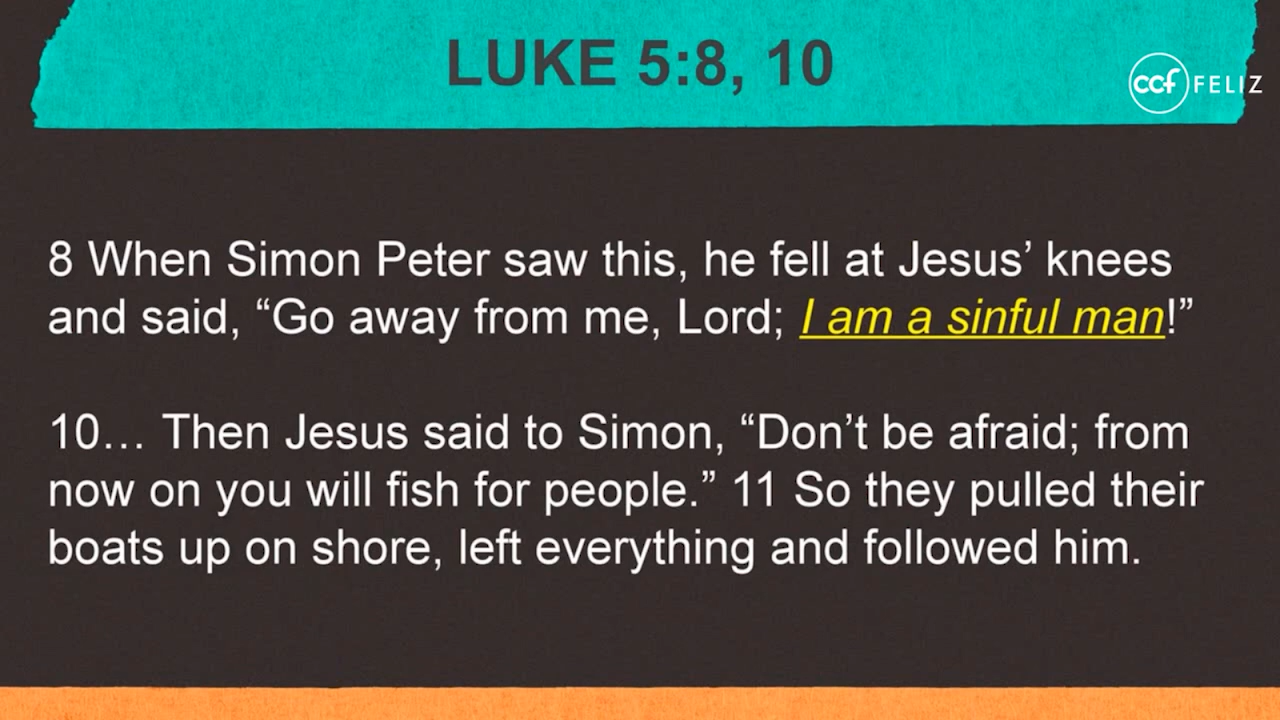 LUKE 5:8, 10
ccf FELIZ
8 When Simon Peter saw this, he fell at Jesus’ knees
and said, “Go away from me, Lord; I am a sinful man!”
10… Then Jesus said to Simon, “Don’t be afraid; from
now on you will fish for people.” 11 So they pulled their
boats up on shore, left everything and followed him.